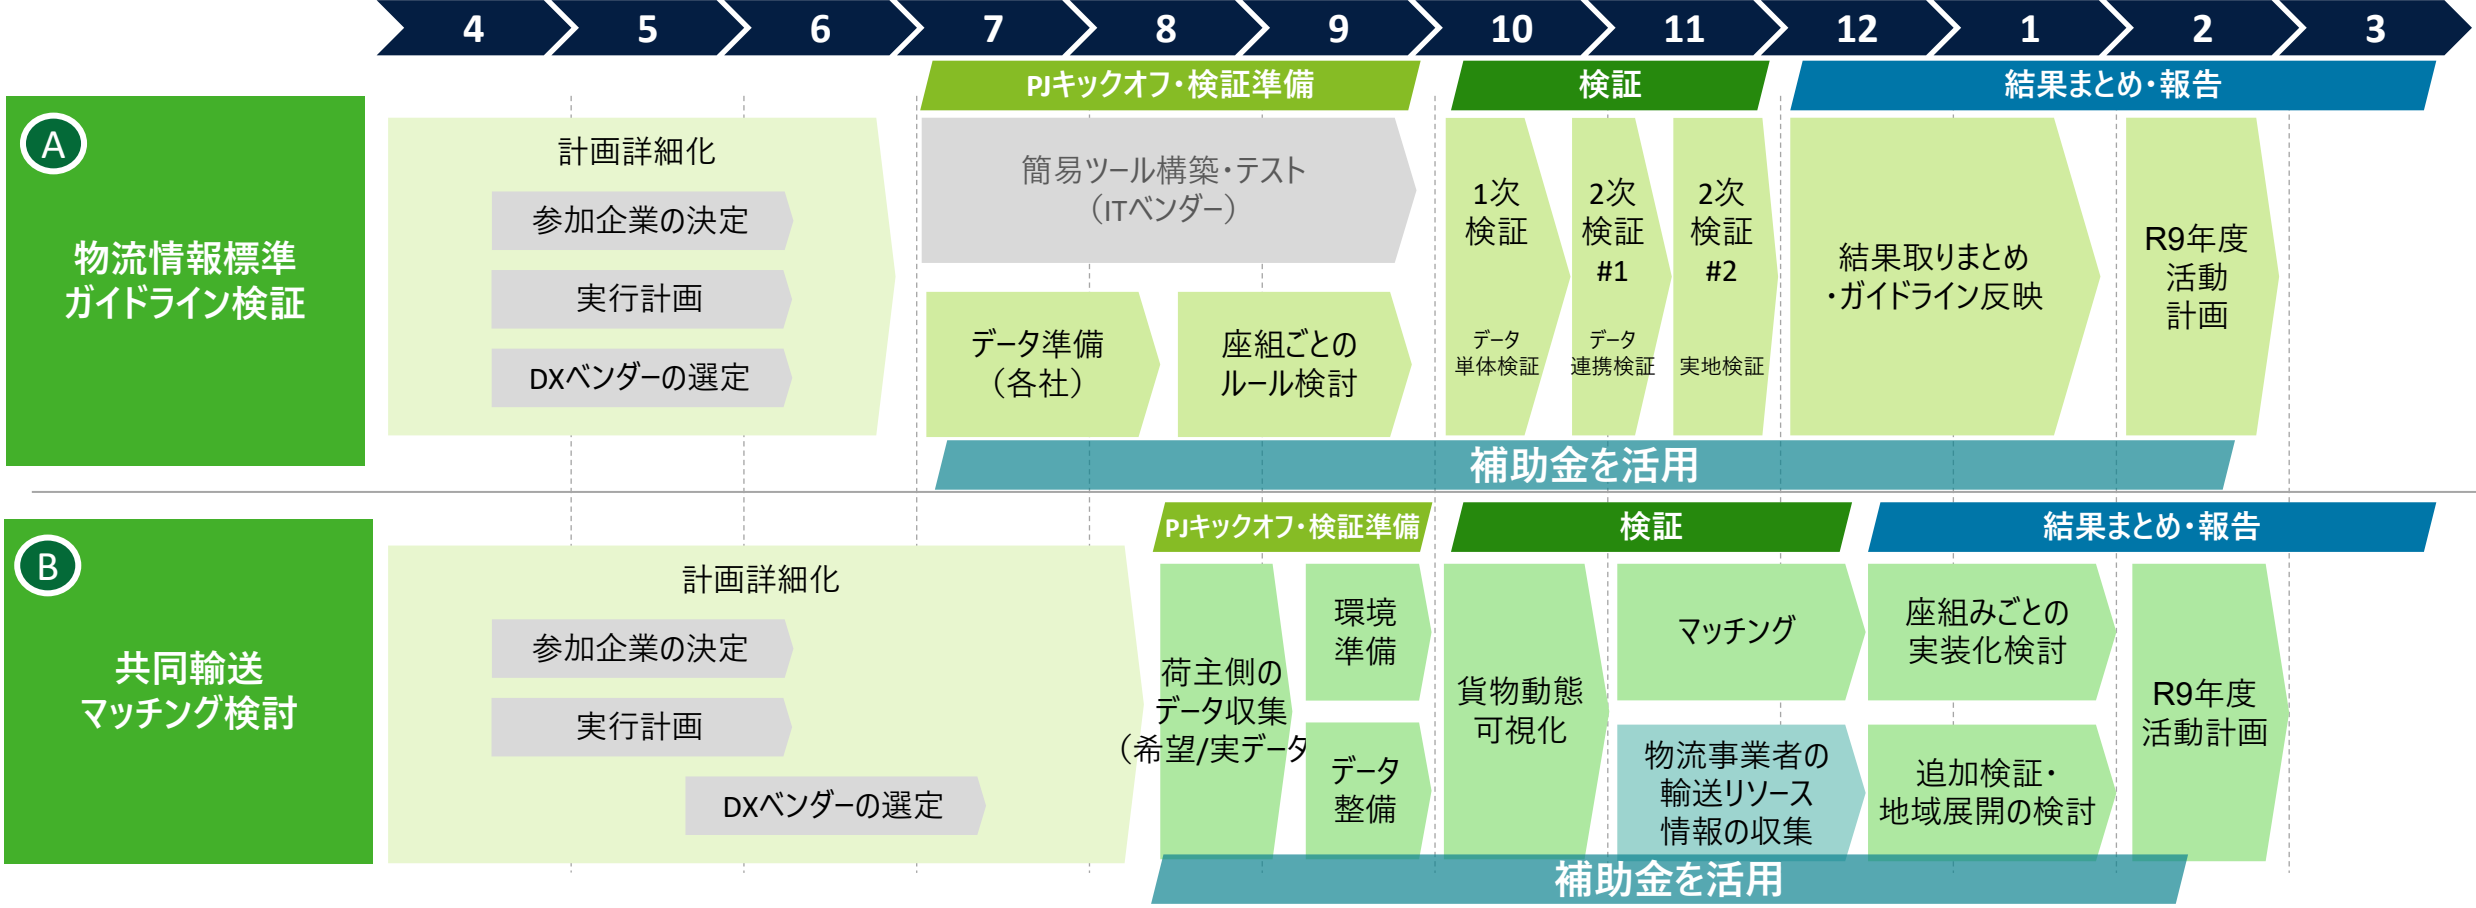 4 5 6 7 8 9 10 11 12 1 2 3
PJキックオフ・検証準備
検証
結果まとめ・報告
A
物流情報標準
ガイドライン検証
計画詳細化
参加企業の決定
実行計画
DXベンダーの選定
簡易ツール構築・テスト
（ITベンダー）
データ準備
（各社）
座組ごとの
ルール検討
1次
検証
データ
単体検証
2次
検証
#1
データ
連携検証
2次
検証
#2
実地検証
結果取りまとめ
・ガイドライン反映
R9年度
活動
計画
補助金を活用
PJキックオフ・検証準備
検証
結果まとめ・報告
B
共同輸送
マッチング検討
計画詳細化
参加企業の決定
実行計画
DXベンダーの選定
荷主側の
データ収集
（希望/実データ
環境
準備
データ
整備
貨物動態
可視化
マッチング
物流事業者の
輸送リソース
情報の収集
座組みごとの
実装化検討
追加検証・
地域展開の検討
R9年度
活動計画
補助金を活用